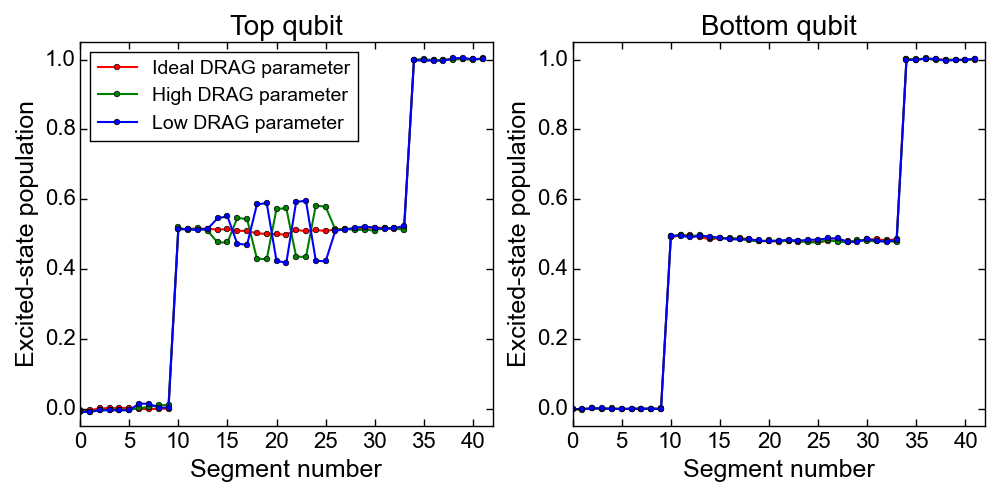 Top qubit
Excited-state population
1.0
0.8
0.6
0.4
0.2
0.0
Ideal DRAG parameter
High DRAG parameter
Low DRAG parameter
0 5 10 15 20 25 30 35 40
Segment number
Bottom qubit
Excited-state population
1.0
0.8
0.6
0.4
0.2
0.0
0 5 10 15 20 25 30 35 40
Segment number